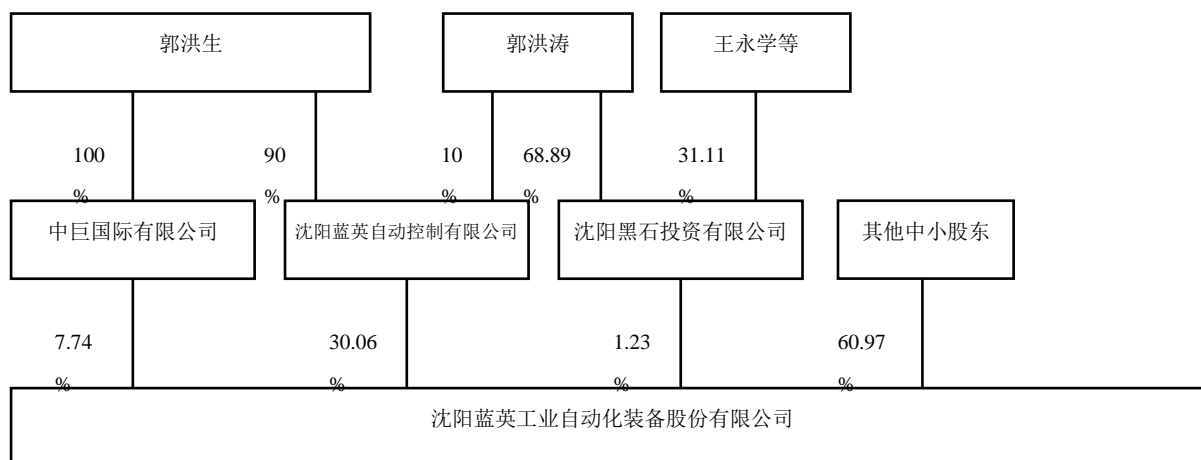 郭洪生
郭洪涛
王永学等
100
%
90
%
10
%
68.89
%
31.11
%
中巨国际有限公司
沈阳蓝英自动控制有限公司
沈阳黑石投资有限公司
其他中小股东
7.74
%
30.06
%
1.23
%
60.97
%
沈阳蓝英工业自动化装备股份有限公司